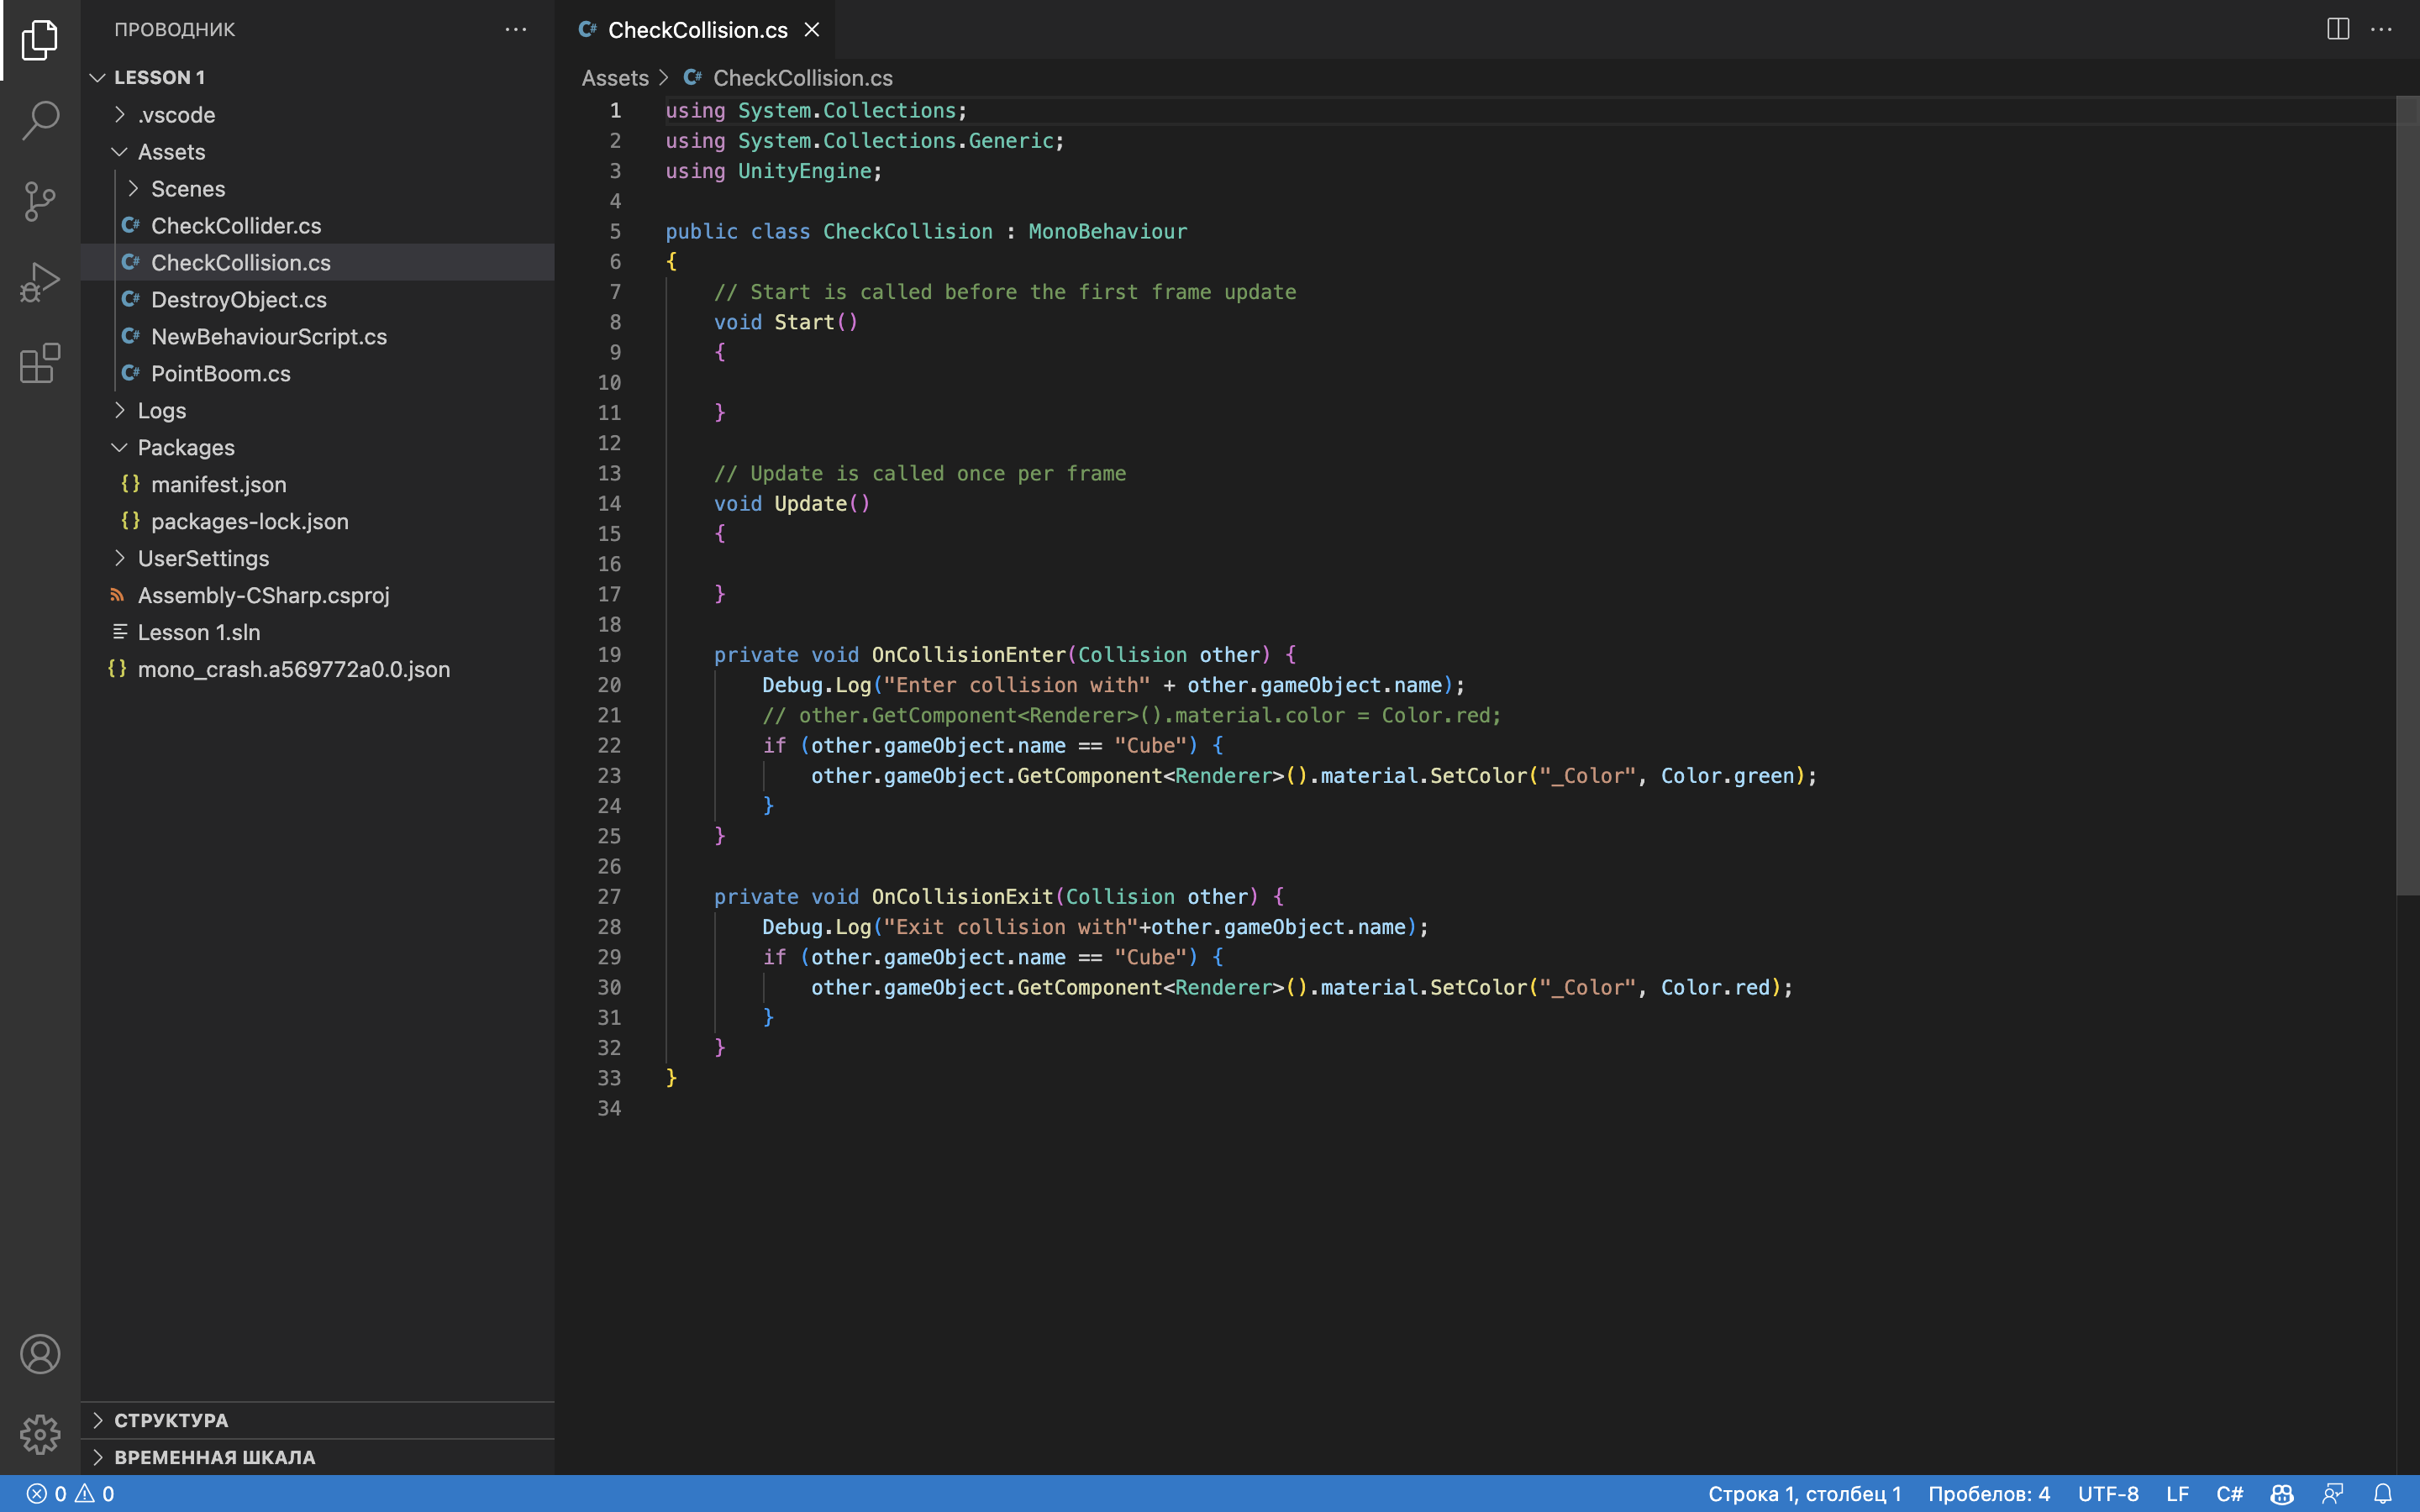 ПРОВОДНИК
LESSON 1
.vscode
Assets
Scenes
CheckCollider.cs
CheckCollision.cs
DestroyObject.cs
NewBehaviourScript.cs
PointBoom.cs
Logs
Packages
{} manifest.json
{} packages-lock.json
UserSettings
Assembly-CSharp.csproj
Lesson 1.sln
{} mono_crash.a569772a0.0.json
СТРУКТУРА
ВРЕМЕННАЯ ШКАЛА
C# CheckCollision.cs
Assets > C# CheckCollision.cs
1 using System.Collections;
2 using System.Collections.Generic;
3 using UnityEngine;
4
5 public class CheckCollision : MonoBehaviour
6 {
7     // Start is called before the first frame update
8     void Start()
9     {
10
11     }
12
13     // Update is called once per frame
14     void Update()
15     {
16
17     }
18
19     private void OnCollisionEnter(Collision other) {
20         Debug.Log("Enter collision with" + other.gameObject.name);
21         // other.GetComponent<Renderer>().material.color = Color.red;
22         if (other.gameObject.name == "Cube") {
23             other.gameObject.GetComponent<Renderer>().material.SetColor("_Color", Color.green);
24         }
25     }
26
27     private void OnCollisionExit(Collision other) {
28         Debug.Log("Exit collision with"+other.gameObject.name);
29         if (other.gameObject.name == "Cube") {
30             other.gameObject.GetComponent<Renderer>().material.SetColor("_Color", Color.red);
31         }
32     }
33 }
34
0 0 Строка 1, столбец 1 Пробелов: 4 UTF-8 LF C#